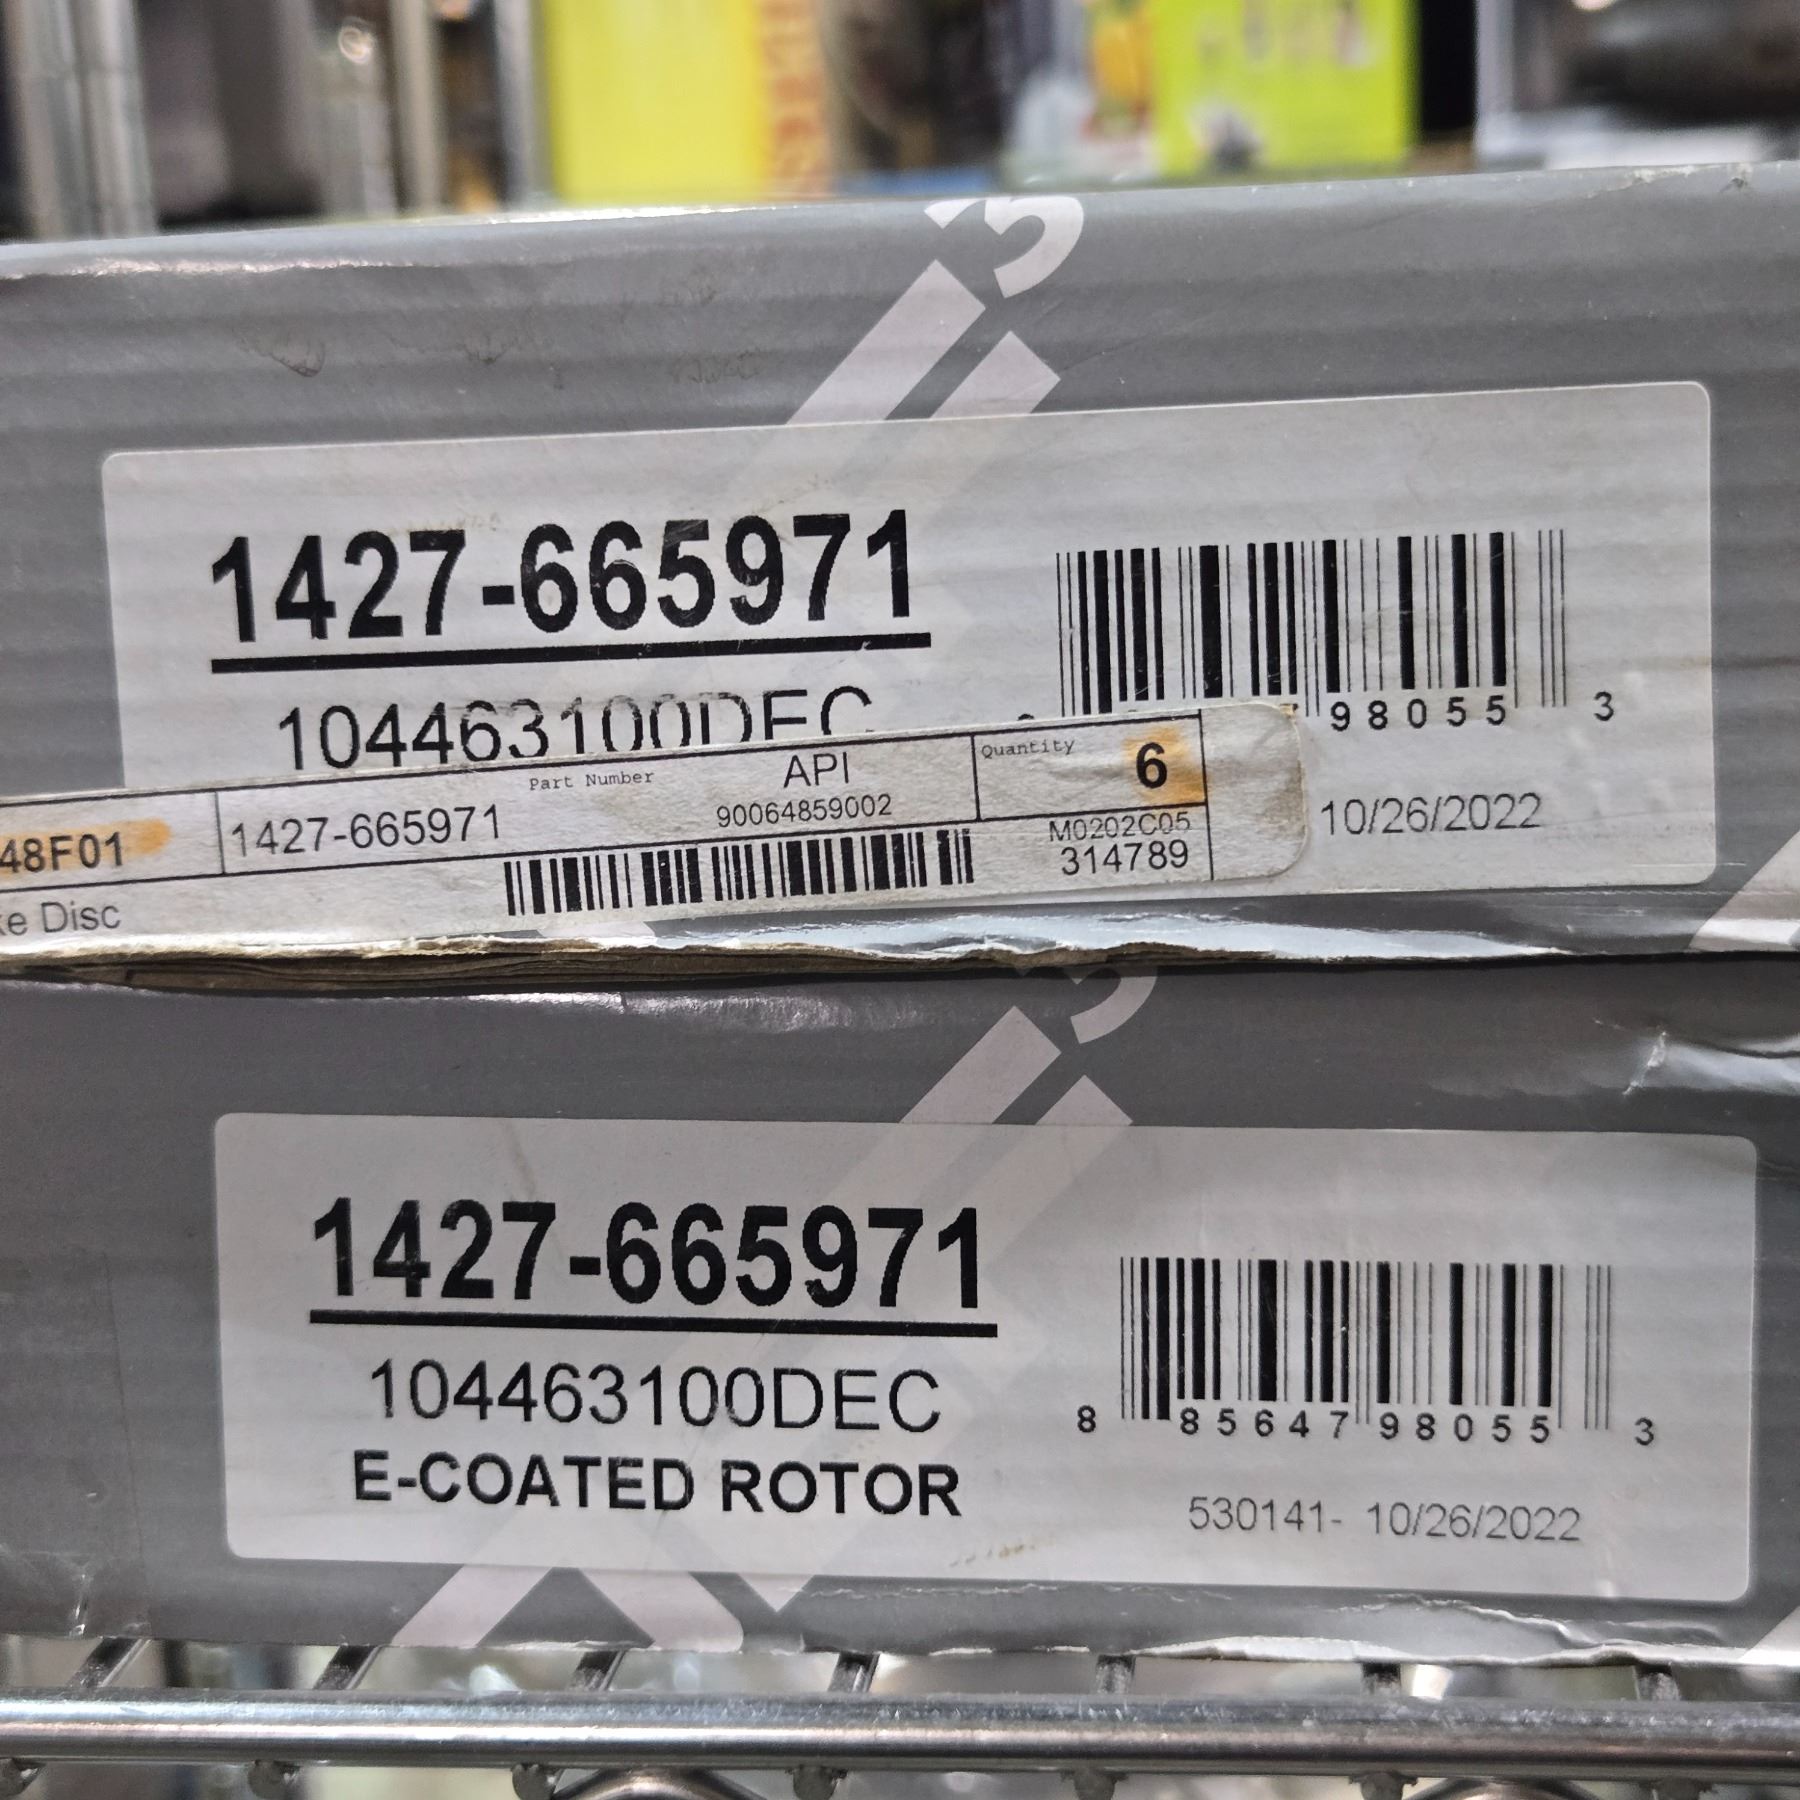 1427-665971
104463100DEC
98055 3
Part Number
API
Quantity
6
48F01
1427-665971
90064859002
M0202C05
314789
10/26/2022
Disc
1427-665971
104463100DEC
E-COATED ROTOR
8 85647 98055 3
530141- 10/26/2022